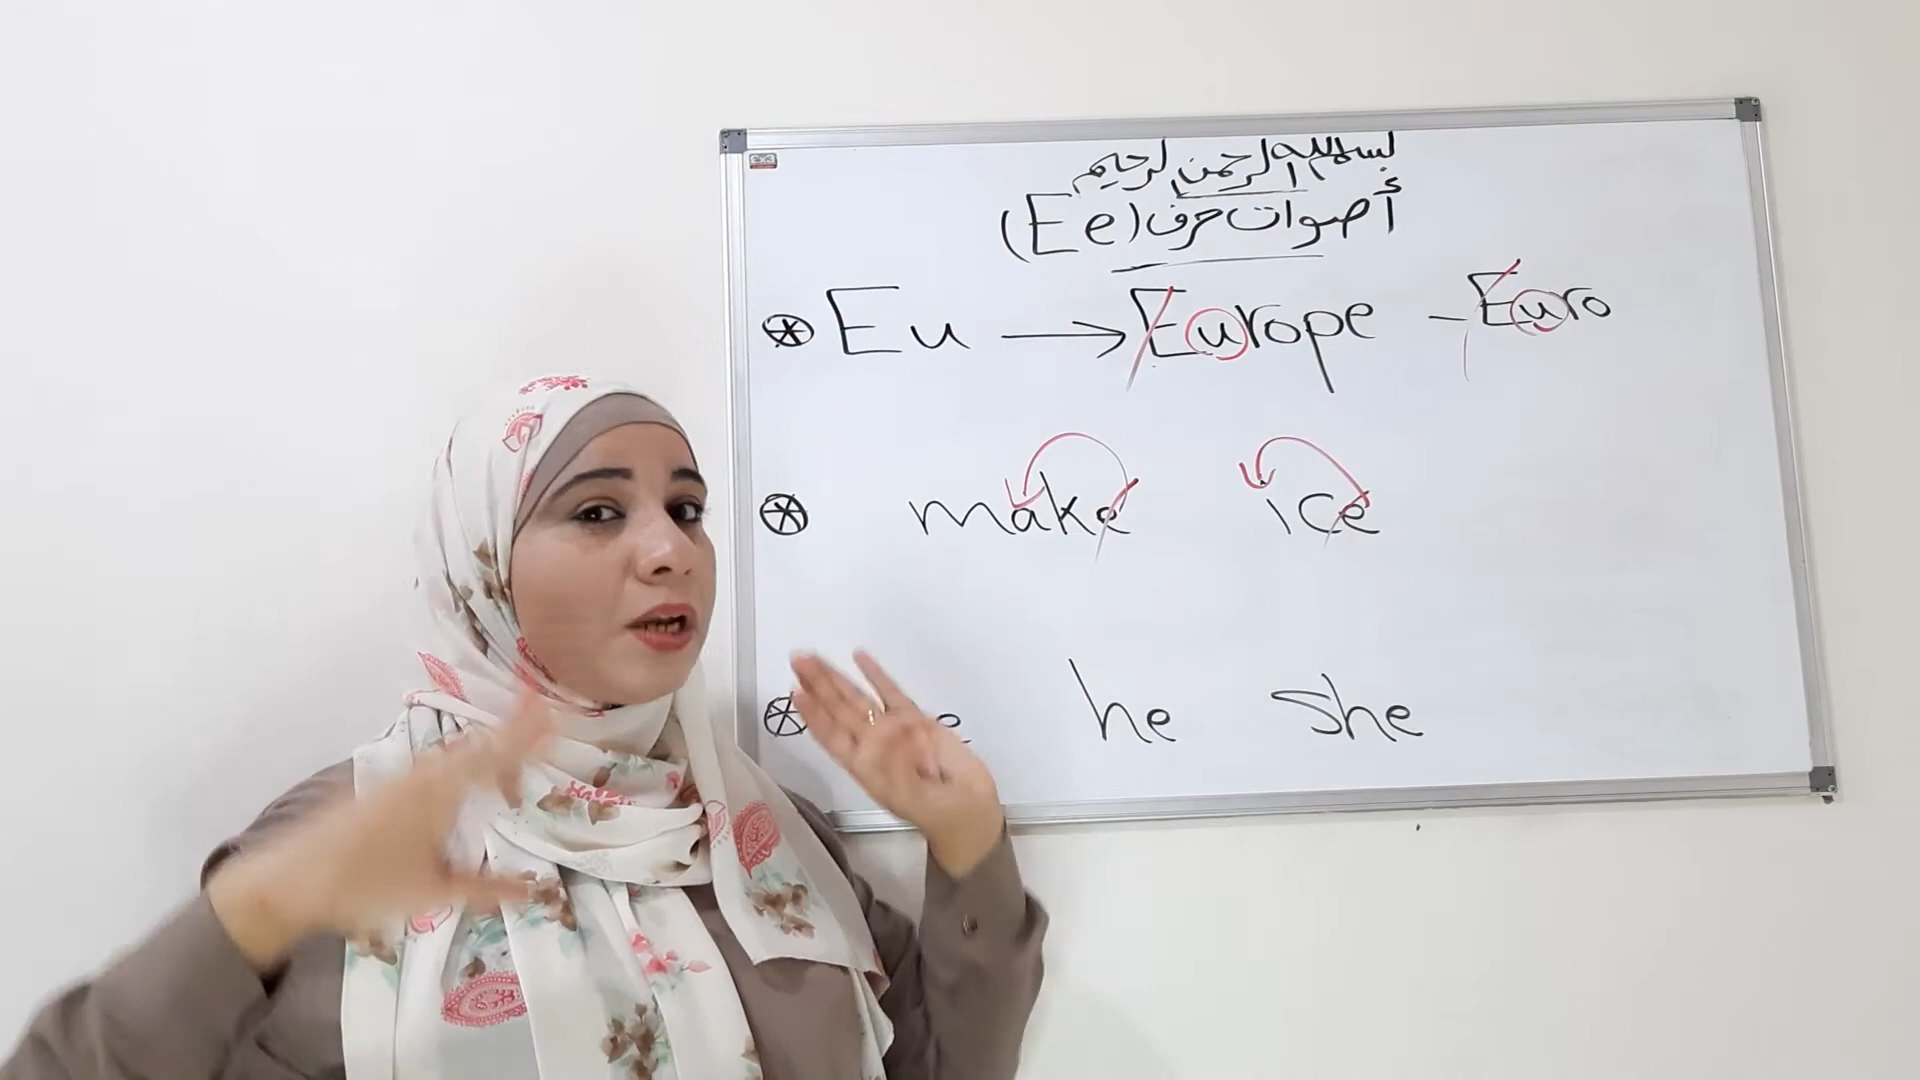 بسم الله الرحمن الرحيم
أصوات حرف (Ee)
Eu → Europe - Euro
make ice
he she